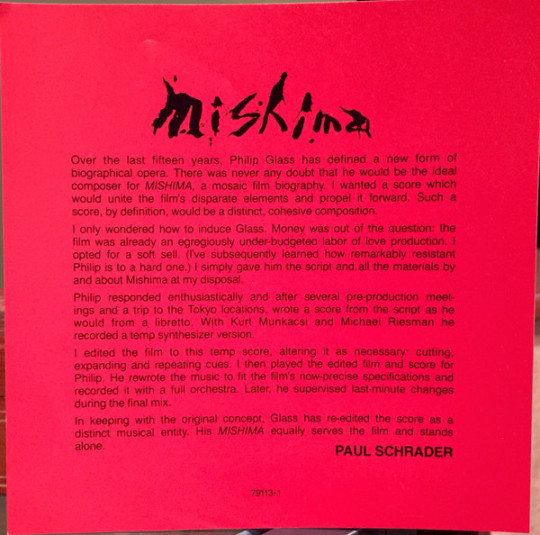 mishima
Over the last fifteen years, Philip Glass has defined a new form of
biographical opera. There was never any doubt that he would be the ideal
composer for MISHIMA, a mosaic film biography. I wanted a score which
would unite the film's disparate elements and propel it forward. Such a
score, by definition, would be a distinct, cohesive composition.
I only wondered how to induce Glass. Money was out of the question: the
film was already an egregiously under-budgeted labor of love production. I
opted for a soft sell. (I've subsequently learned how remarkably resistant
Philip is to a hard one.) I simply gave him the script and all the materials by
and about Mishima at my disposal.
Philip responded enthusiastically and after several pre-production meet-
ings and a trip to the Tokyo locations, wrote a score from the script as he
would from a libretto. With Kurt Munkacsi and Michael Riesman he
recorded a temp synthesizer version.
I edited the film to this temp score, altering it as necessary: cutting,
expanding and repeating cues. I then played the edited film and score for
Philip. He rewrote the music to fit the film's now-precise specifications and
recorded it with a full orchestra. Later, he supervised last-minute changes
during the final mix.
In keeping with the original concept, Glass has re-edited the score as a
distinct musical entity. His MISHIMA equally serves the film and stands
alone.
PAUL SCHRADER
79113-1